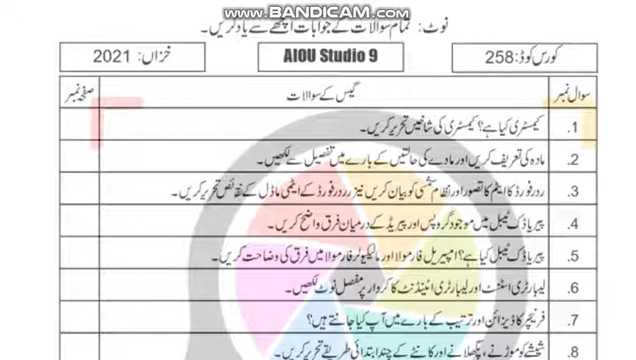 www.BANDICAM.com
نوٹ: تمام سوالات کے جوابات اچھے سے یاد کریں۔
کورس کوڈ: 258
AIOU Studio 9
خزاں: 2021
سوال نمبر
گیس کے سوالات
صفحہ نمبر
1. کیمسٹری کیا ہے؟ کیمسٹری کی شاخیں تحریر کریں۔
2. مادہ کی تعریف کریں اور مادے کی حالتیں کے بارے میں تفصیل سے لکھیں۔
3. ردرفورڈ کا ایٹم کا تصور اور نظام شمسی کو بیان کریں نیز ردرفورڈ کے ایٹمی ماڈل کے نقائص تحریر کریں۔
4. پیریاڈک ٹیبل میں موجود گروپس اور پیریڈ کے درمیان فرق واضح کریں۔
5. پیریاڈک ٹیبل کیا ہے؟ امپیریل فارمولا اور مالیکیولر فارمولا میں فرق کی وضاحت کریں۔
6. لیبارٹری اسسٹنٹ اور لیبارٹری اٹینڈنٹ کا کردار پر مفصل نوٹ لکھیں۔
7. فرنیچر کا ڈیزائن اور ترتیب کے بارے میں آپ کیا جانتے ہیں؟
8. شیشے کو موڑنے، پگھلانے اور کاٹنے کے چند ابتدائی طریقے تحریر کریں۔